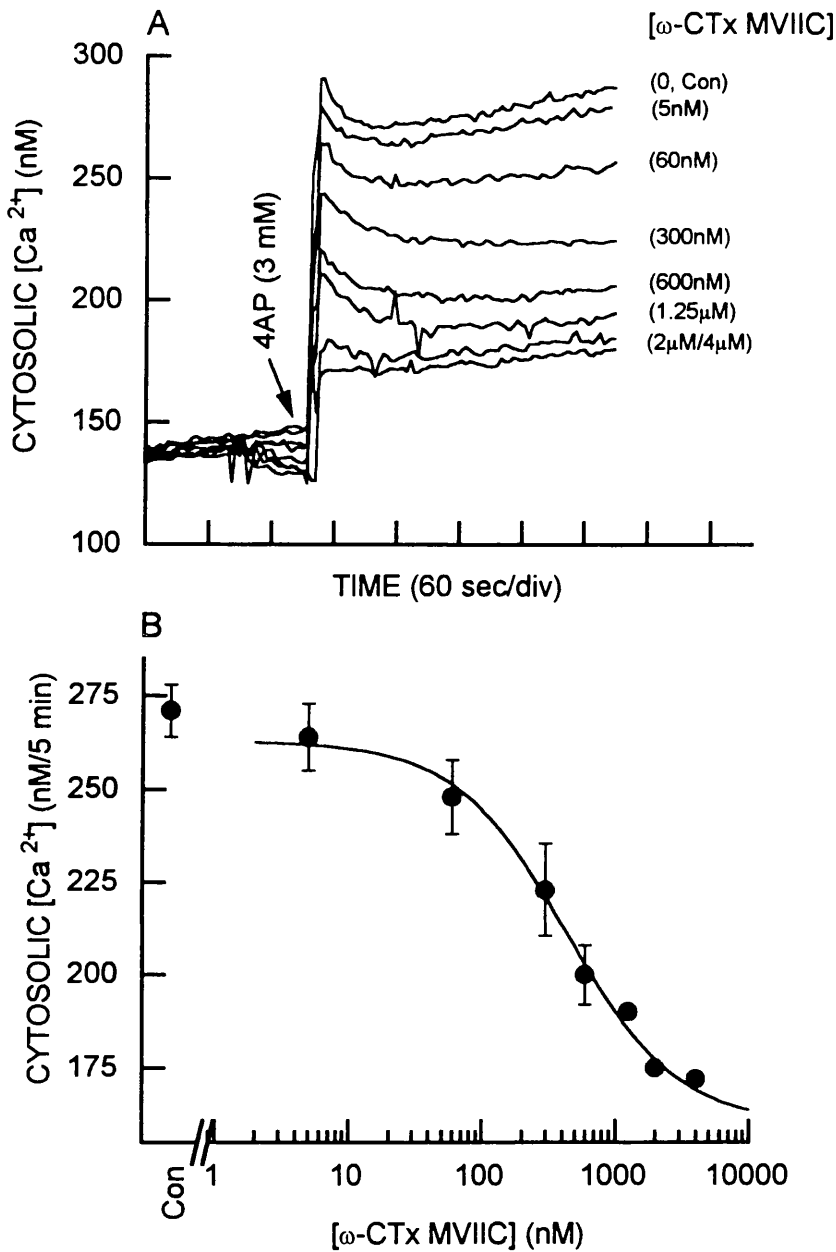 A
[ω-CTx MVIIC]
300
250
200
150
100
CYTOSOLIC [Ca 2+] (nM)
4AP (3 mM)
(0, Con)
(5nM)
(60nM)
(300nM)
(600nM)
(1.25μM)
(2μM/4μM)
TIME (60 sec/div)
B
275
250
225
200
175
CYTOSOLIC [Ca 2+] (nM/5 min)
Con
1
10
100
1000
10000
[ω-CTx MVIIC] (nM)